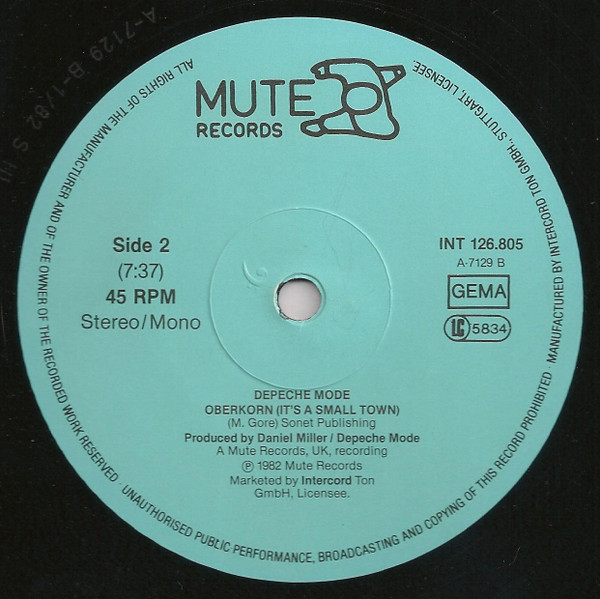 MUTE
RECORDS
Side 2
(7:37)
45 RPM
Stereo/Mono
INT 126.805
A-7129 B
GEMA
LC 5834
DEPECHE MODE
OBERKORN (IT'S A SMALL TOWN)
(M. Gore) Sonet Publishing
Produced by Daniel Miller / Depeche Mode
A Mute Records, UK, recording
℗ 1982 Mute Records
Marketed by Intercord Ton
GmbH, Licensee.
ALL RIGHTS OF THE MANUFACTURER AND OF THE OWNER OF THE RECORDED WORK RESERVED · UNAUTHORISED PUBLIC PERFORMANCE, BROADCASTING AND COPYING OF THIS RECORD PROHIBITED · MANUFACTURED BY INTERCORD TON GMBH., STUTTGART, LICENSEE.
A-7129 B-1/82 S